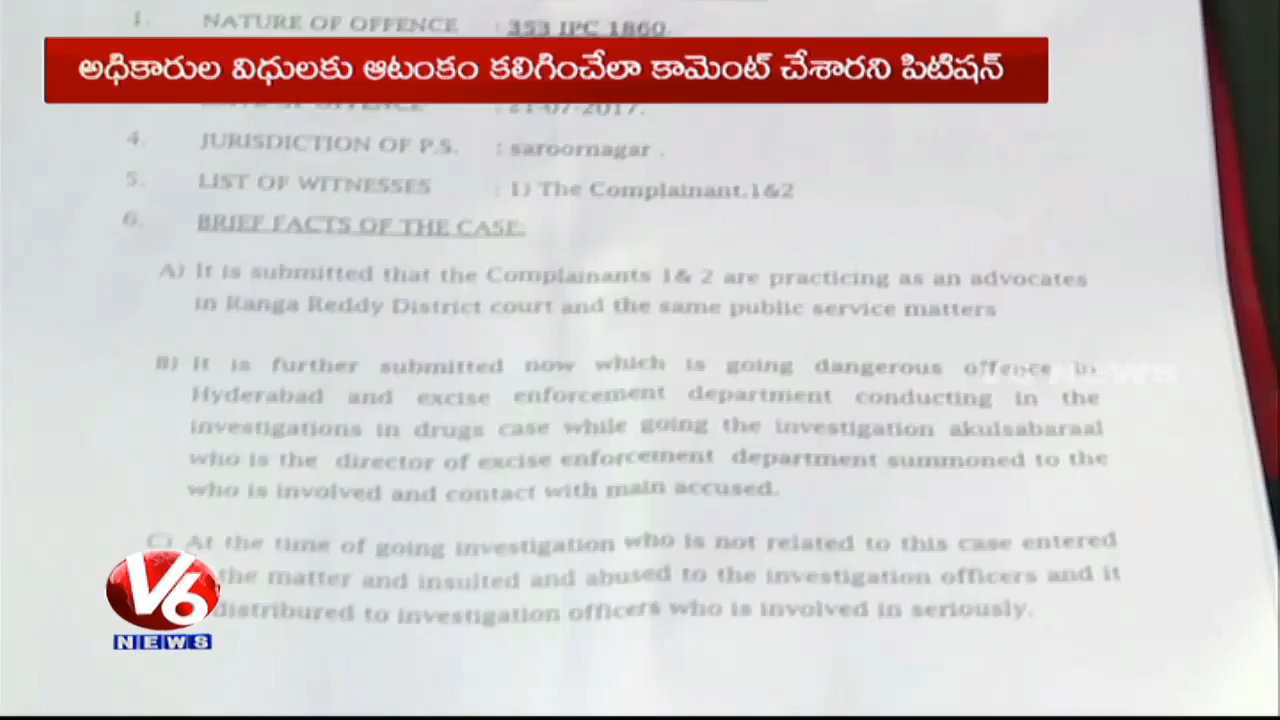 1. NATURE OF OFFENCE : 353 IPC 1860.
అధికారుల విధులకు ఆటంకం కలిగించేలా కామెంట్ చేశారని పిటిషన్
OFFENCE : 21-07-2017.
4. JURISDICTION OF P.S. : saroornagar .
5. LIST OF WITNESSES : 1) The Complainant.1&2
6. BRIEF FACTS OF THE CASE:
A) It is submitted that the Complainants 1& 2 are practicing as an advocates
in Ranga Reddy District court and the same public service matters
B) It is further submitted now which is going dangerous offence in
Hyderabad and excise enforcement department conducting in the
investigations in drugs case while going the investigation akulsabaraal
who is the director of excise enforcement department summoned to the
who is involved and contact with main accused.
C) At the time of going investigation who is not related to this case entered
the matter and insulted and abused to the investigation officers and it
distribured to investigation officers who is involved in seriously.
V6 NEWS
V6 NEWS